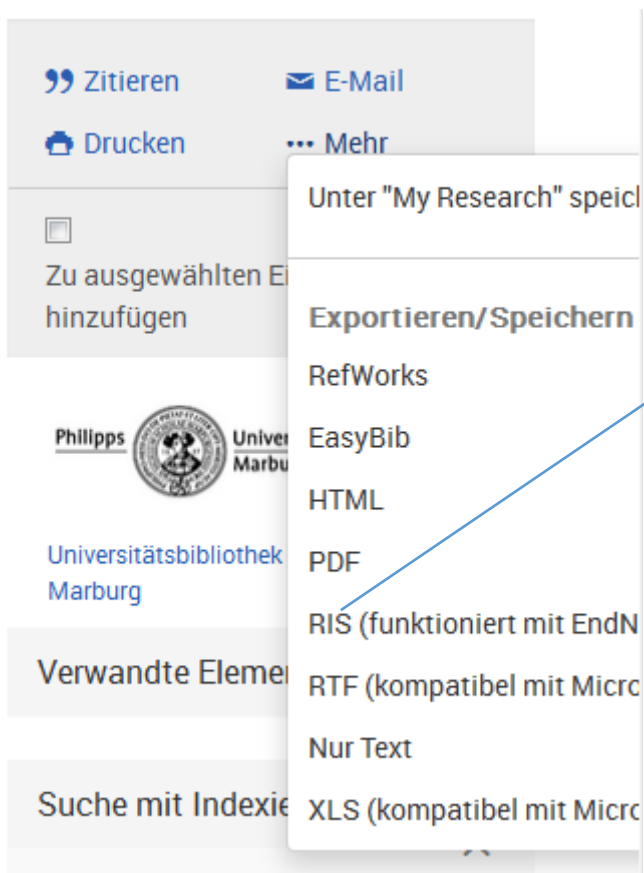 Zitieren
E-Mail
Drucken
Mehr
Zu ausgewählten Ei
hinzufügen
Philipps
Univer
Marbu
Universitätsbibliothek
Marburg
Verwandte Eleme
Suche mit Indexie
Unter "My Research" speicl
Exportieren/Speichern
RefWorks
EasyBib
HTML
PDF
RIS (funktioniert mit EndN
RTF (kompatibel mit Micro
Nur Text
XLS (kompatibel mit Micro